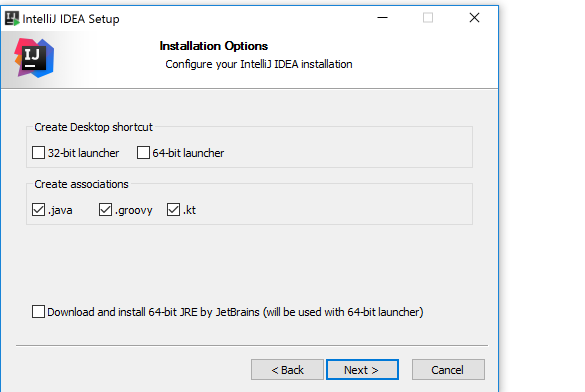 IntelliJ IDEA Setup
IJ
Installation Options
Configure your IntelliJ IDEA installation
Create Desktop shortcut
32-bit launcher 64-bit launcher
Create associations
.java .groovy .kt
Download and install 64-bit JRE by JetBrains (will be used with 64-bit launcher)
< Back Next > Cancel